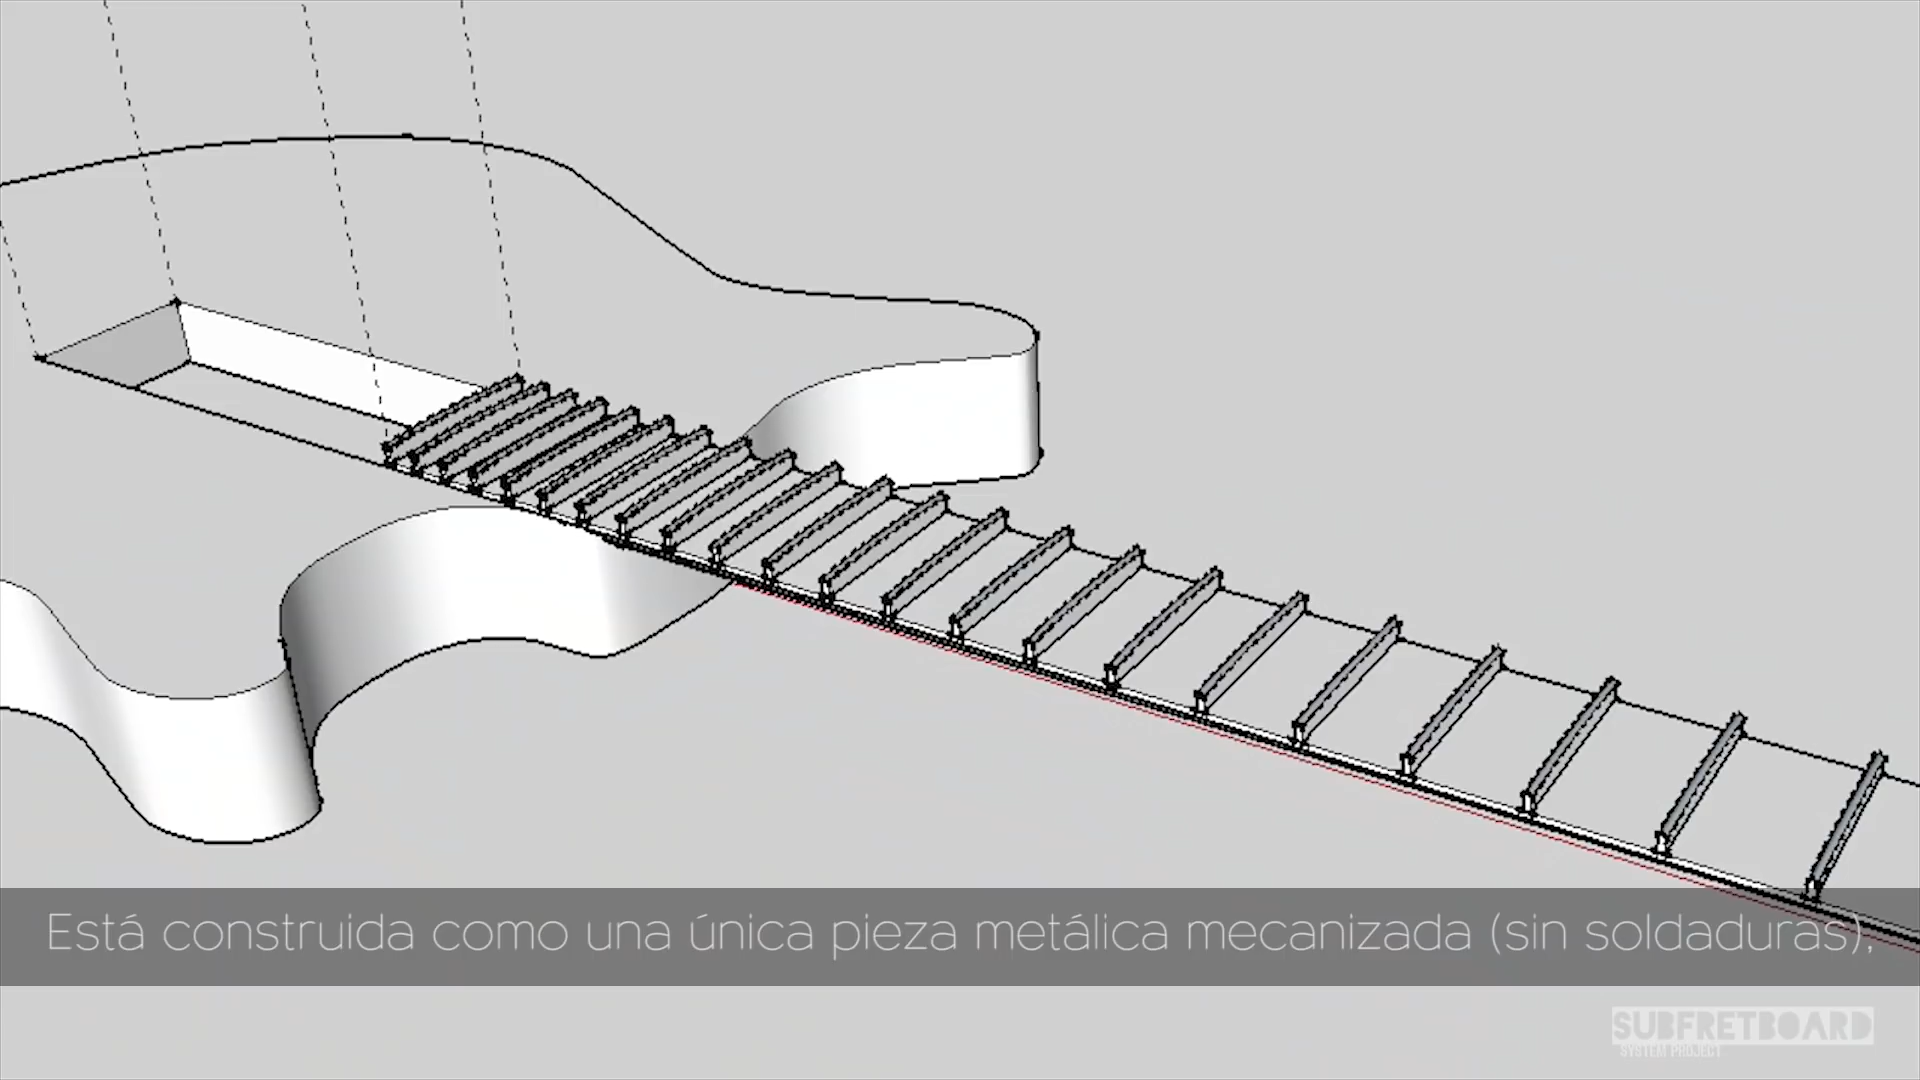 Está construida como una única pieza metálica mecanizada (sin soldaduras),
SUBFRETBOARD
SYSTEM PROJECT